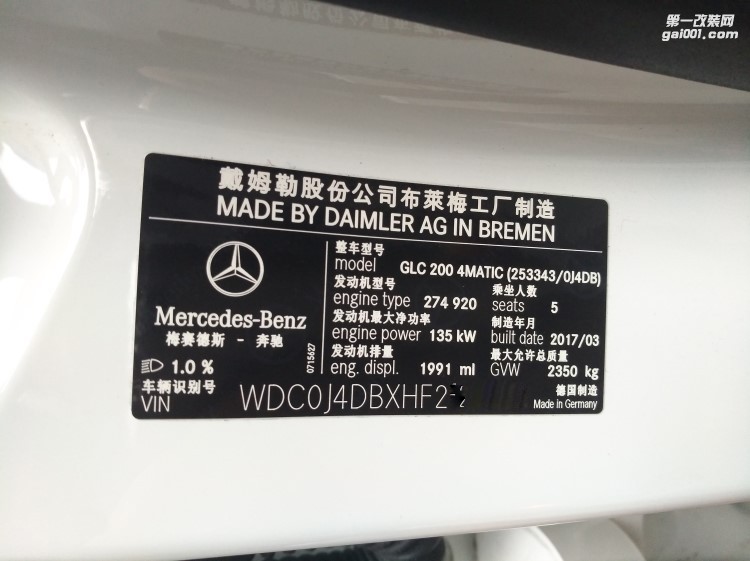 第一改装网
gai001.com
戴姆勒股份公司布莱梅工厂制造
MADE BY DAIMLER AG IN BREMEN
整车型号
model GLC 200 4MATIC (253343/0J4DB)
发动机型号 乘坐人数
engine type 274 920 seats 5
发动机最大净功率 制造年月
engine power 135 kW built date 2017/03
发动机排量 最大允许总质量
eng. displ. 1991 ml GVW 2350 kg
Mercedes-Benz
梅赛德斯 - 奔驰
1.0 %
0715627
车辆识别号 德国制造
VIN WDC0J4DBXHF2 Made in Germany